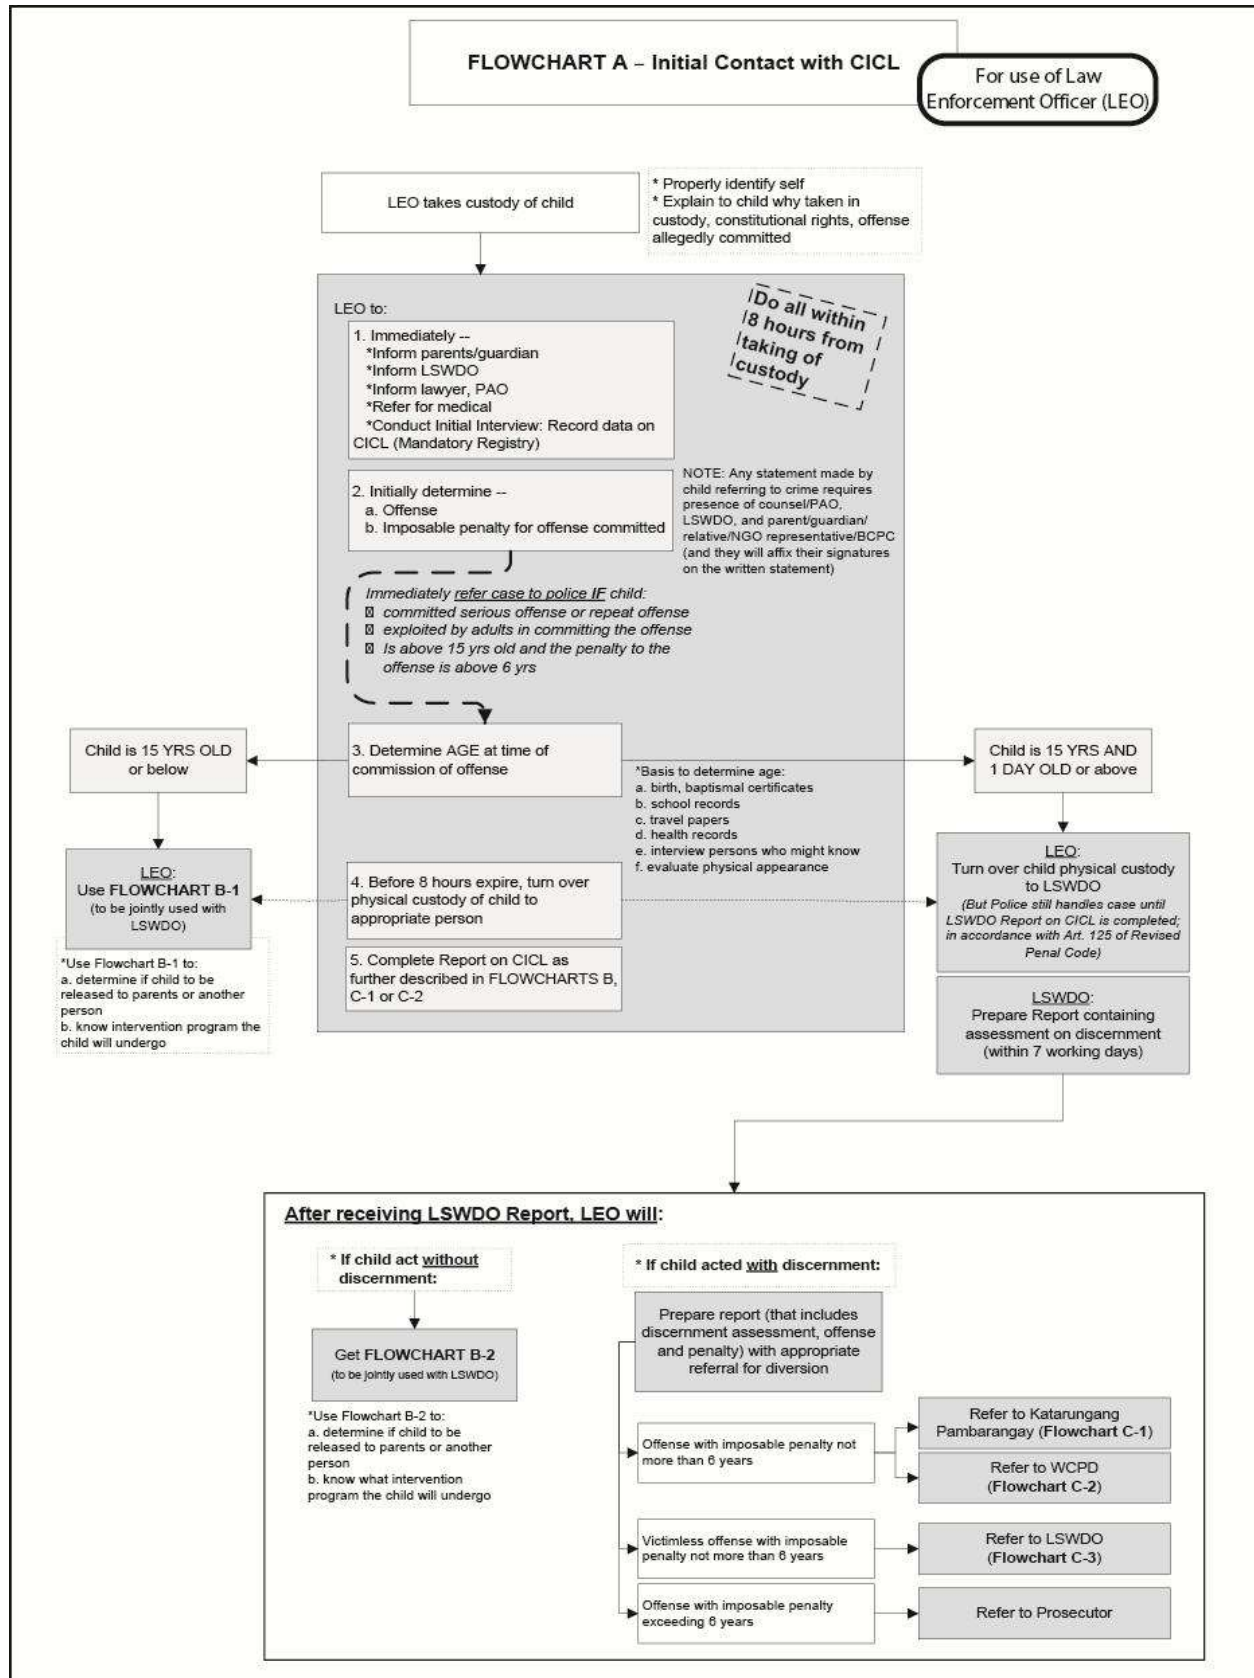 FLOWCHART A – Initial Contact with CICL
For use of Law
Enforcement Officer (LEO)
LEO takes custody of child
* Properly identify self
* Explain to child why taken in
custody, constitutional rights, offense
allegedly committed
LEO to:
Do all within
8 hours from
taking of
custody
1. Immediately --
*Inform parents/guardian
*Inform LSWDO
*Inform lawyer, PAO
*Refer for medical
*Conduct Initial Interview: Record data on
CICL (Mandatory Registry)
2. Initially determine --
a. Offense
b. Imposable penalty for offense committed
NOTE: Any statement made by
child referring to crime requires
presence of counsel/PAO,
LSWDO, and parent/guardian/
relative/NGO representative/BCPC
(and they will affix their signatures
on the written statement)
Immediately refer case to police IF child:
committed serious offense or repeat offense
exploited by adults in committing the offense
Is above 15 yrs old and the penalty to the
offense is above 6 yrs
Child is 15 YRS OLD
or below
3. Determine AGE at time of
commission of offense
Child is 15 YRS AND
1 DAY OLD or above
*Basis to determine age:
a. birth, baptismal certificates
b. school records
c. travel papers
d. health records
e. interview persons who might know
f. evaluate physical appearance
LEO:
Use FLOWCHART B-1
(to be jointly used with
LSWDO)
*Use Flowchart B-1 to:
a. determine if child to be
released to parents or another
person
b. know intervention program the
child will undergo
4. Before 8 hours expire, turn over
physical custody of child to
appropriate person
5. Complete Report on CICL as
further described in FLOWCHARTS B,
C-1 or C-2
LEO:
Turn over child physical custody
to LSWDO
(But Police still handles case until
LSWDO Report on CICL is completed;
in accordance with Art. 125 of Revised
Penal Code)
LSWDO:
Prepare Report containing
assessment on discernment
(within 7 working days)
After receiving LSWDO Report, LEO will:
* If child act without
discernment:
Get FLOWCHART B-2
(to be jointly used with LSWDO)
*Use Flowchart B-2 to:
a. determine if child to be
released to parents or another
person
b. know what intervention
program the child will undergo
* If child acted with discernment:
Prepare report (that includes
discernment assessment, offense
and penalty) with appropriate
referral for diversion
Offense with imposable penalty not
more than 6 years
Refer to Katarungang
Pambarangay (Flowchart C-1)
Refer to WCPD
(Flowchart C-2)
Victimless offense with imposable
penalty not more than 6 years
Refer to LSWDO
(Flowchart C-3)
Offense with imposable penalty
exceeding 6 years
Refer to Prosecutor